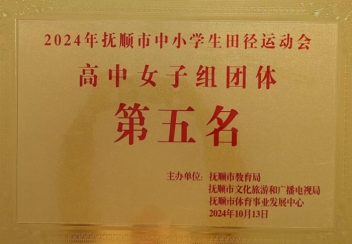 2024年抚顺市中小学生田径运动会
高中女子组团体
第五名
主办单位:抚顺市教育局
抚顺市文化旅游和广播电视局
抚顺市体育事业发展中心
2024年10月13日